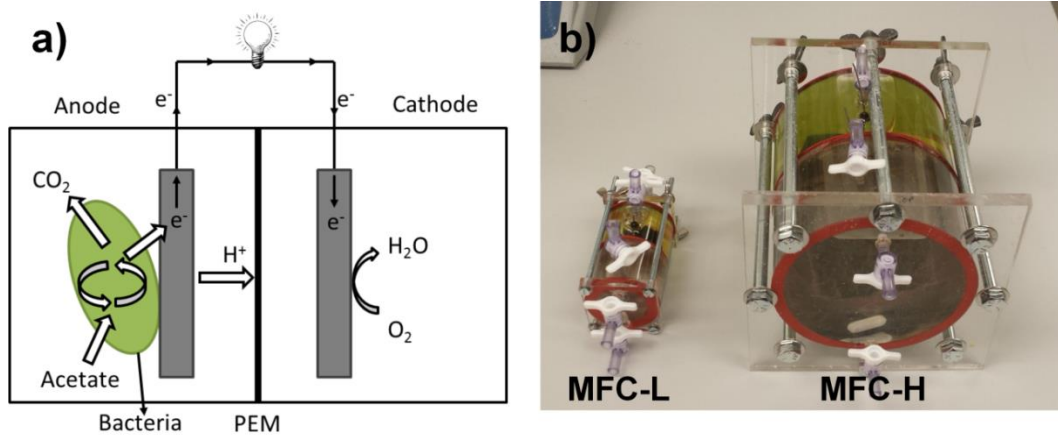 a)
e-
e-
Anode
Cathode
CO2
e-
e-
H+
H2O
O2
Acetate
Bacteria
PEM
b)
MFC-L
MFC-H